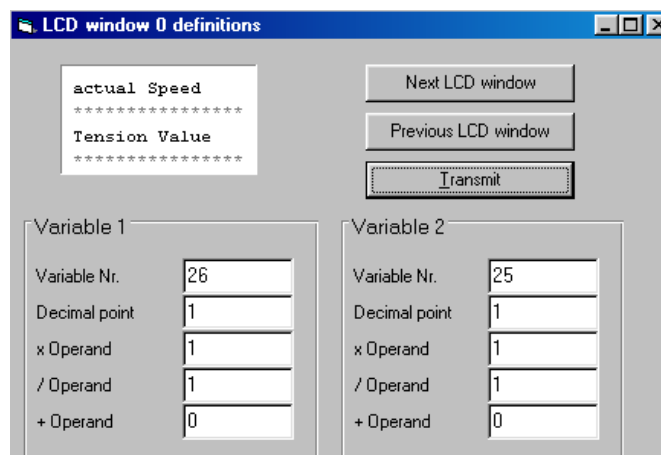 LCD window 0 definitions
actual Speed
****************
Tension Value
****************
Next LCD window
Previous LCD window
Transmit
Variable 1
Variable Nr. 26
Decimal point 1
x Operand 1
/ Operand 1
+ Operand 0
Variable 2
Variable Nr. 25
Decimal point 1
x Operand 1
/ Operand 1
+ Operand 0